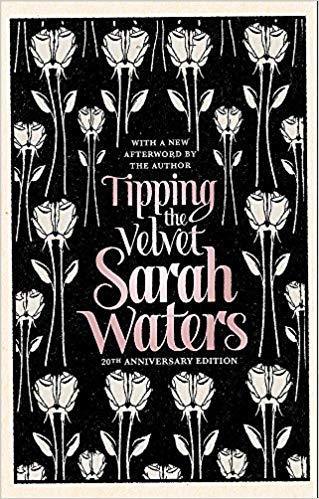 WITH A NEW
AFTERWORD BY
THE AUTHOR
Tipping
the
Velvet
Sarah
Waters
20TH ANNIVERSARY EDITION